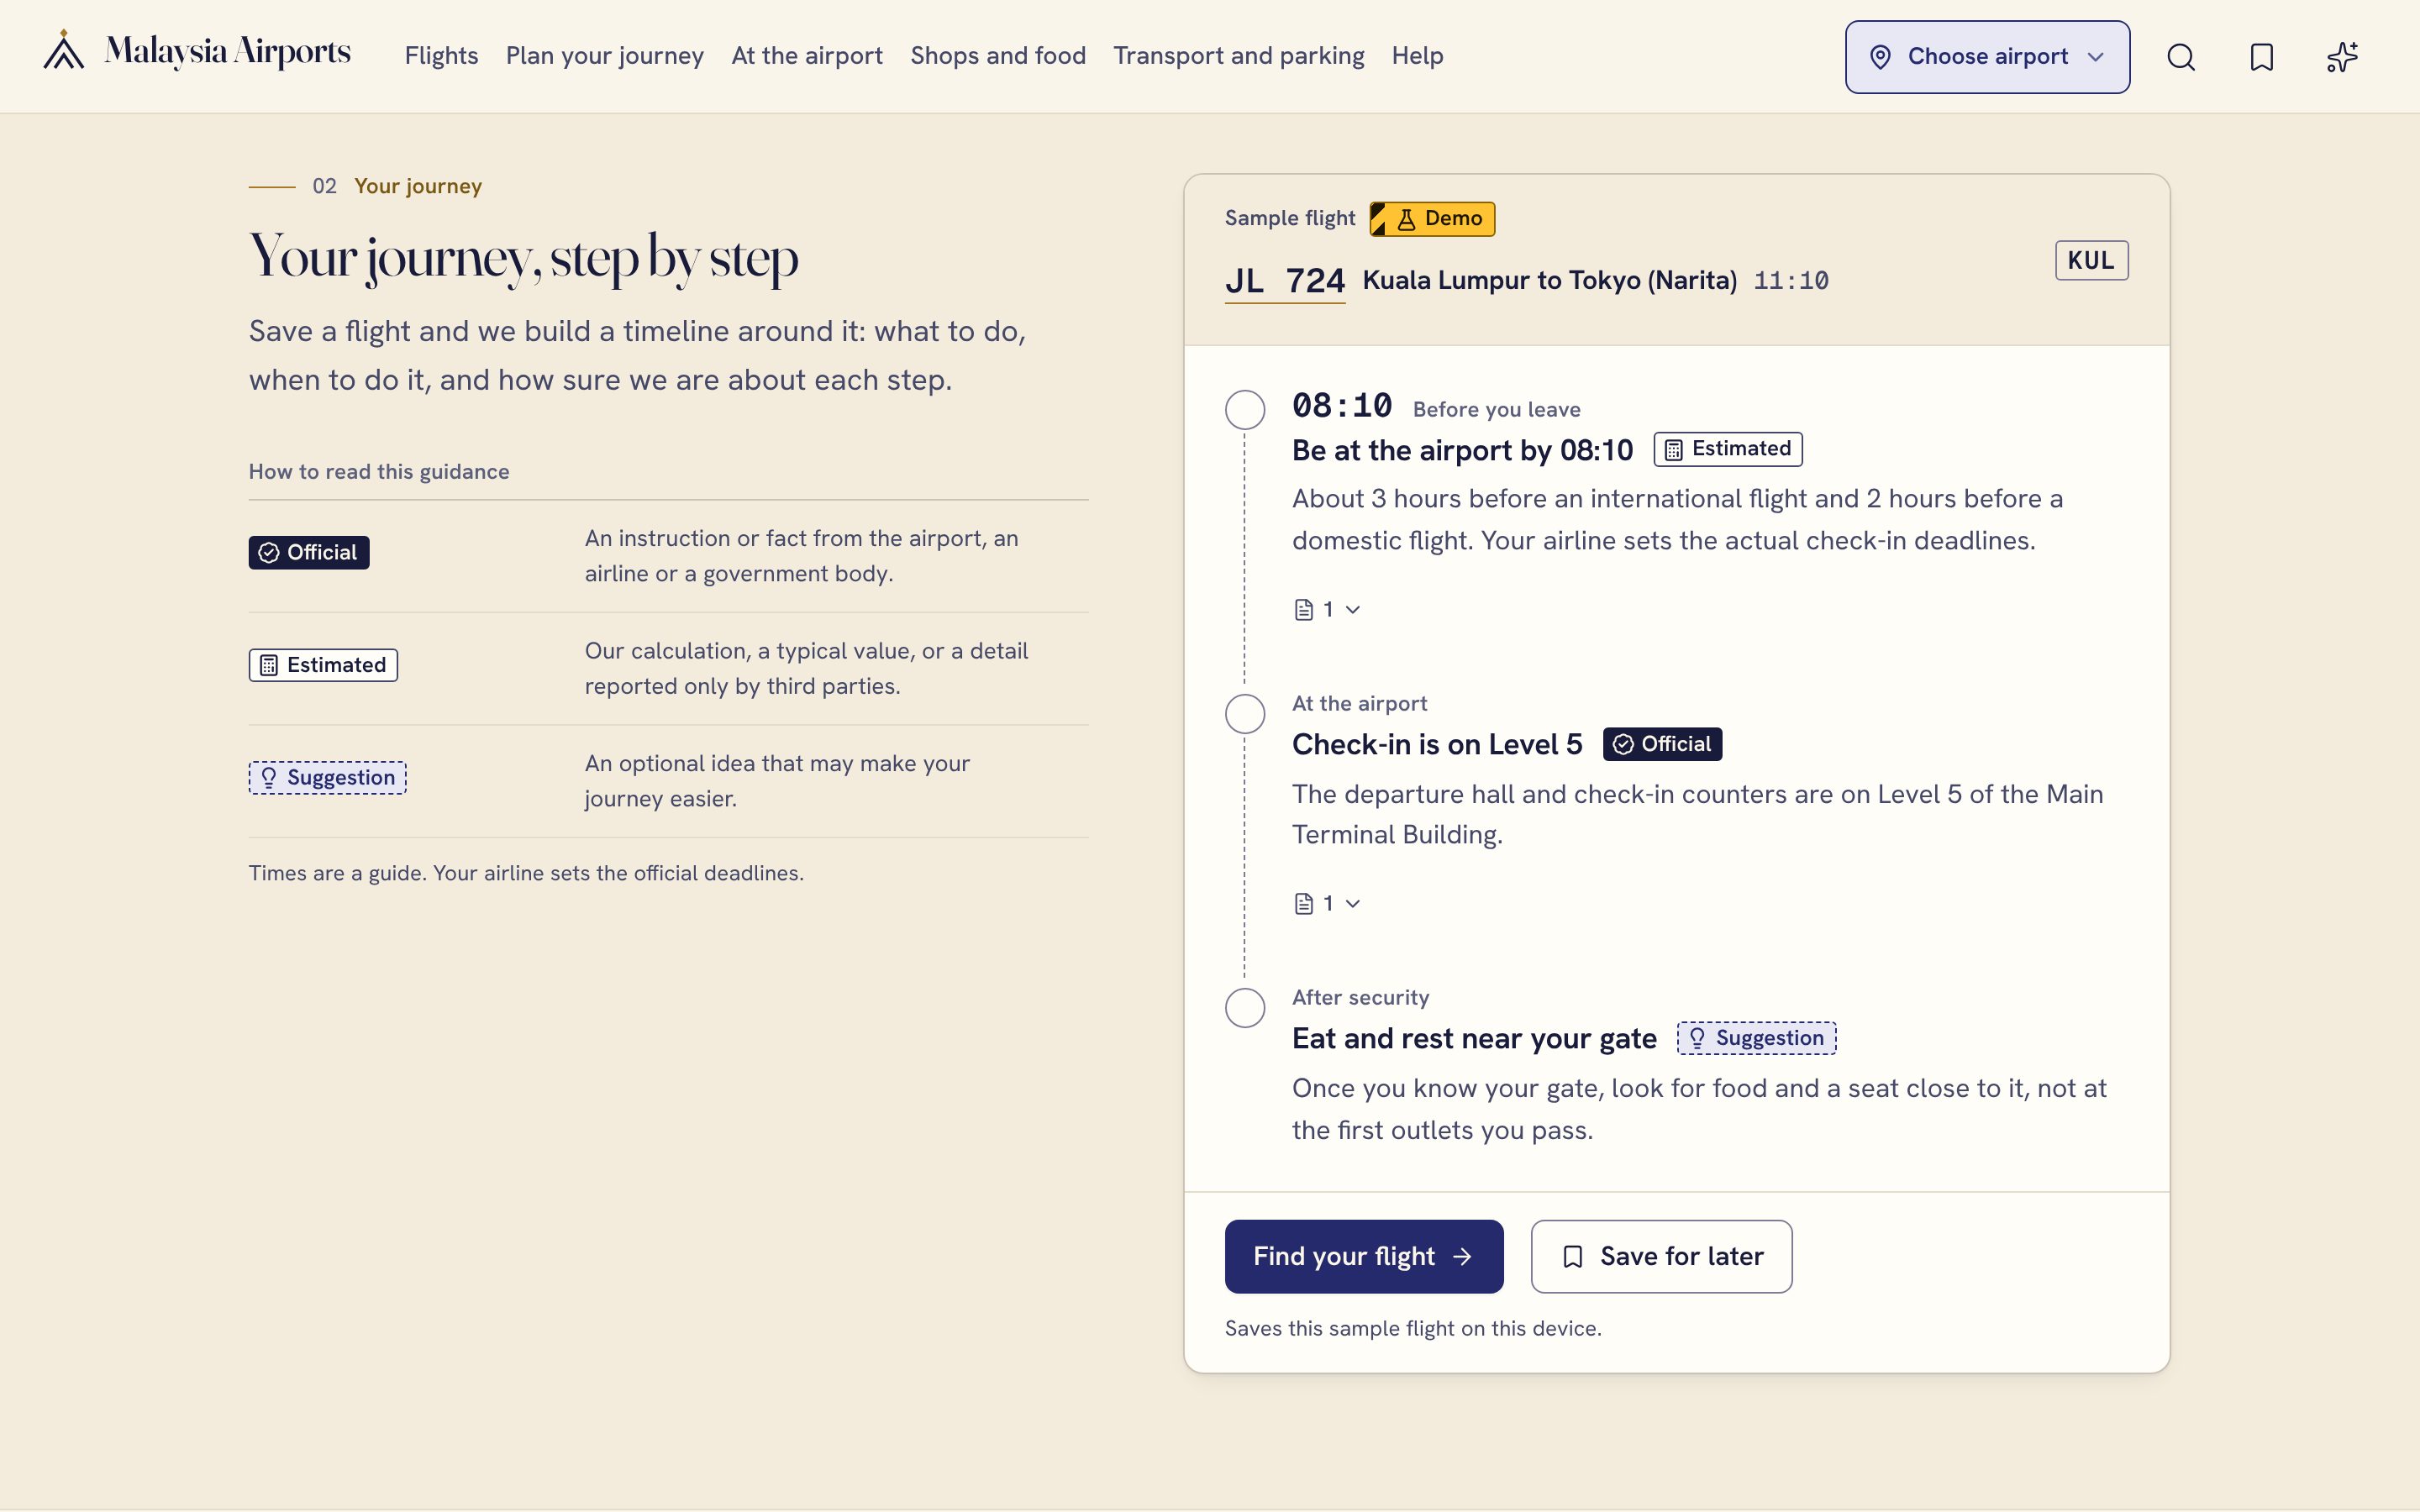 Malaysia Airports
Flights
Plan your journey
At the airport
Shops and food
Transport and parking
Help
Choose airport
02 Your journey
Your journey, step by step
Save a flight and we build a timeline around it: what to do,
when to do it, and how sure we are about each step.
How to read this guidance
Official
An instruction or fact from the airport, an
airline or a government body.
Estimated
Our calculation, a typical value, or a detail
reported only by third parties.
Suggestion
An optional idea that may make your
journey easier.
Times are a guide. Your airline sets the official deadlines.
Sample flight Demo
KUL
JL 724 Kuala Lumpur to Tokyo (Narita) 11:10
08:10 Before you leave
Be at the airport by 08:10 Estimated
About 3 hours before an international flight and 2 hours before a
domestic flight. Your airline sets the actual check-in deadlines.
1
At the airport
Check-in is on Level 5 Official
The departure hall and check-in counters are on Level 5 of the Main
Terminal Building.
1
After security
Eat and rest near your gate Suggestion
Once you know your gate, look for food and a seat close to it, not at
the first outlets you pass.
Find your flight
Save for later
Saves this sample flight on this device.